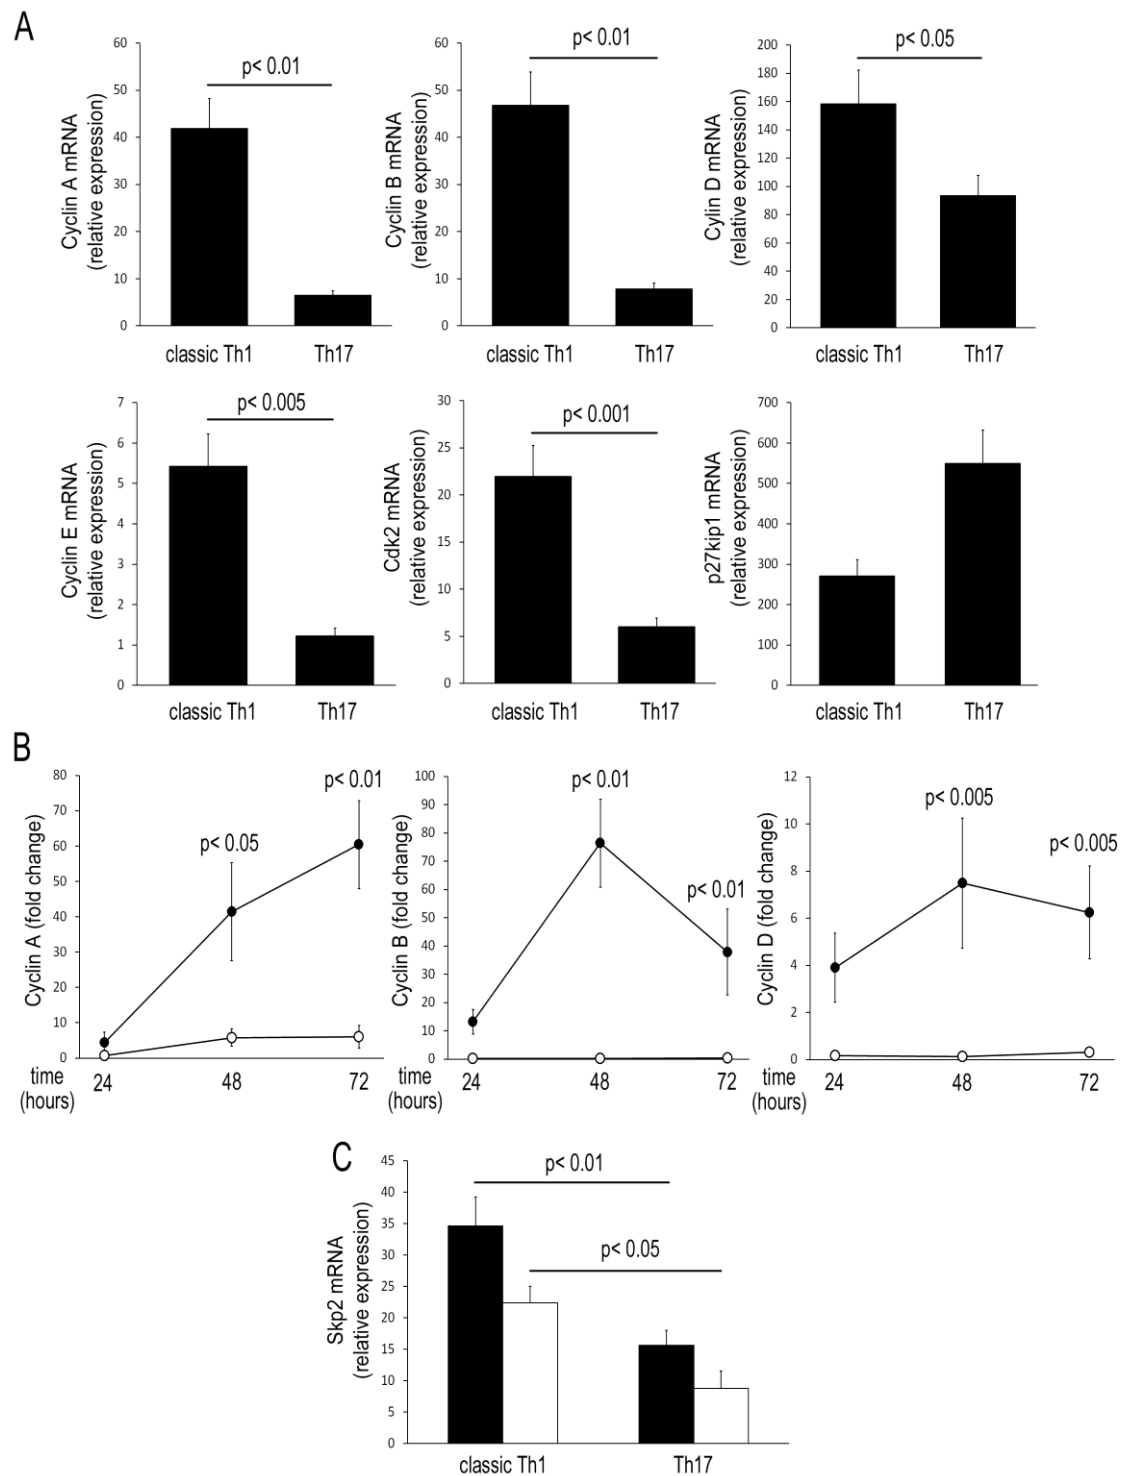 A
p< 0.01
Cyclin A mRNA
(relative expression)
60
50
40
30
20
10
0
classic Th1
Th17
p< 0.01
Cyclin B mRNA
(relative expression)
60
50
40
30
20
10
0
classic Th1
Th17
p< 0.05
Cylin D mRNA
(relative expression)
200
180
160
140
120
100
80
60
40
20
0
classic Th1
Th17
p< 0.005
Cyclin E mRNA
(relative expression)
7
6
5
4
3
2
1
0
classic Th1
Th17
p< 0.001
Cdk2 mRNA
(relative expression)
30
25
20
15
10
5
0
classic Th1
Th17
p27kip1 mRNA
(relative expression)
700
600
500
400
300
200
100
0
classic Th1
Th17
B
Cyclin A (fold change)
80
70
60
50
40
30
20
10
0
p< 0.05
p< 0.01
time
(hours)
24
48
72
Cyclin B (fold change)
100
90
80
70
60
50
40
30
20
10
0
p< 0.01
p< 0.01
time
(hours)
24
48
72
Cyclin D (fold change)
12
10
8
6
4
2
0
p< 0.005
p< 0.005
time
(hours)
24
48
72
C
Skp2 mRNA
(relative expression)
45
40
35
30
25
20
15
10
5
0
p< 0.01
p< 0.05
classic Th1
Th17